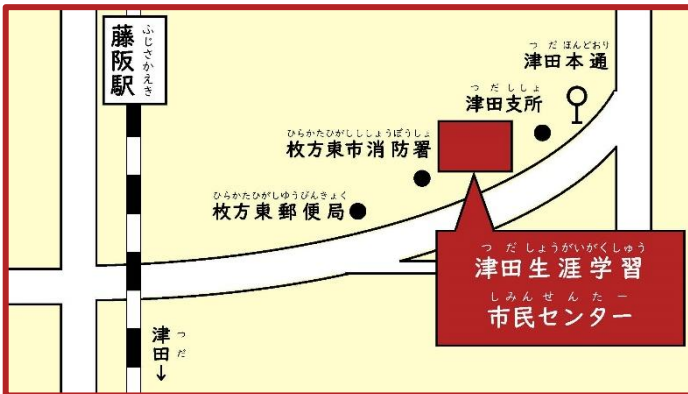 ふじさかえき
藤阪駅
つだほんどおり
津田本通
つだししょ
津田支所
ひらかたひがしししょうぼうしょ
枚方東市消防署
ひらかたひがしゆうびんきょく
枚方東郵便局
つだしょうがいがくしゅう
津田生涯学習
しみんせんたー
市民センター
つだ
津田↓